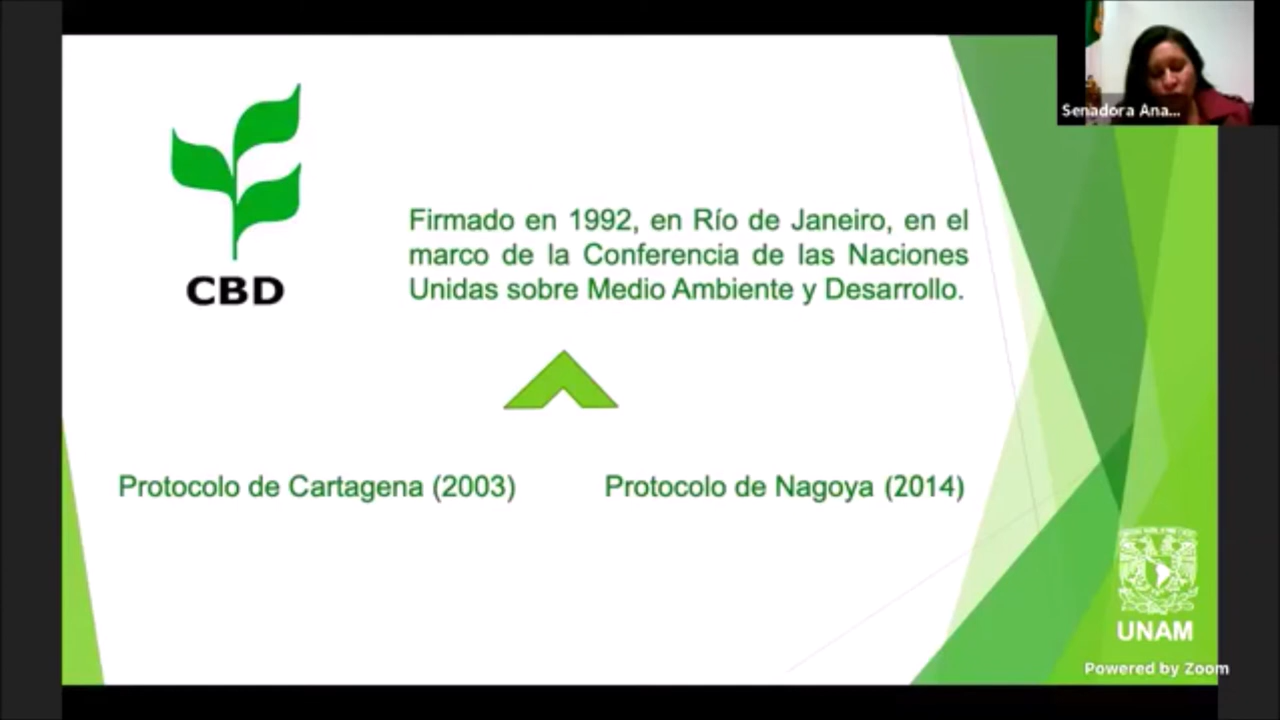 Senadora Ana...
CBD
Firmado en 1992, en Río de Janeiro, en el
marco de la Conferencia de las Naciones
Unidas sobre Medio Ambiente y Desarrollo.
Protocolo de Cartagena (2003)
Protocolo de Nagoya (2014)
UNAM
Powered by Zoom